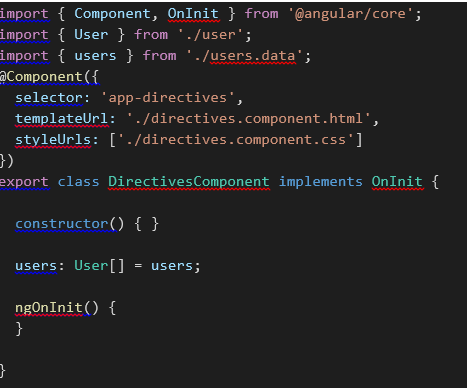 import { Component, OnInit } from '@angular/core';
import { User } from './user';
import { users } from './users.data';
@Component({
  selector: 'app-directives',
  templateUrl: './directives.component.html',
  styleUrls: ['./directives.component.css']
})
export class DirectivesComponent implements OnInit {
  constructor() { }
  users: User[] = users;
  ngOnInit() {
  }
}